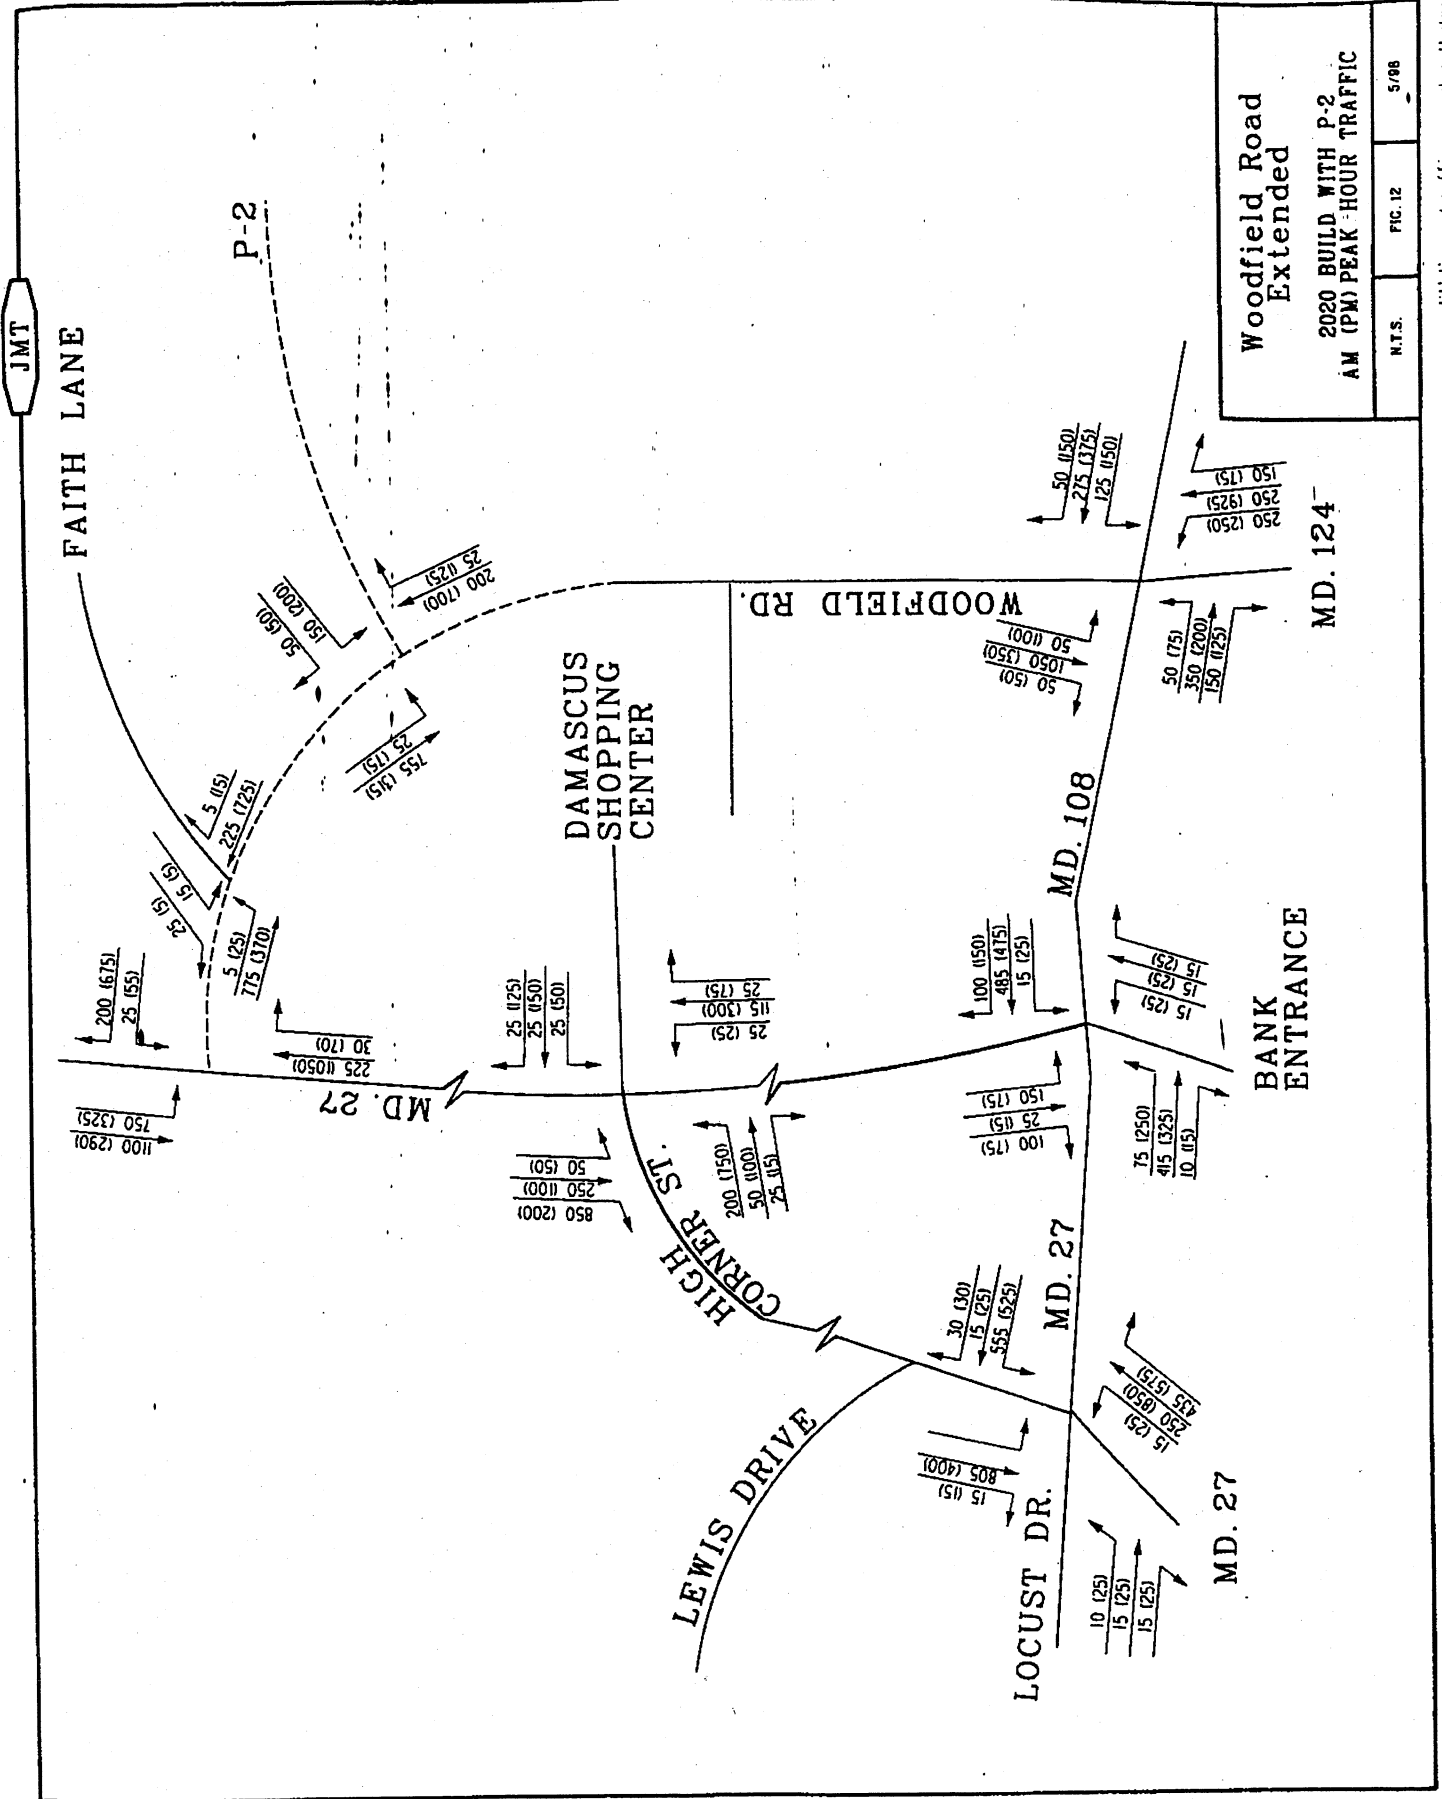 JMT
FAITH LANE
P-2
200 (675)
25 (55)
750 (325)
1100 (290)
30 (70)
225 (1050)
MD. 27
25 (5)
15 (5)
5 (15)
225 (725)
5 (25)
775 (370)
50 (50)
150 (200)
25 (125)
200 (700)
25 (75)
755 (315)
DAMASCUS
SHOPPING
CENTER
WOODFIELD RD.
25 (125)
25 (150)
25 (50)
25 (75)
115 (300)
25 (25)
50 (50)
250 (100)
850 (200)
200 (750)
50 (100)
25 (15)
HIGH
CORNER ST.
LEWIS DRIVE
50 (150)
275 (375)
125 (150)
150 (75)
250 (925)
250 (250)
50 (100)
1050 (350)
50 (50)
50 (75)
350 (200)
150 (125)
MD. 124
MD. 108
100 (150)
485 (475)
15 (25)
15 (25)
15 (25)
15 (25)
150 (75)
25 (15)
100 (75)
75 (250)
415 (325)
10 (15)
BANK
ENTRANCE
MD. 27
30 (30)
15 (25)
555 (525)
435 (575)
250 (850)
15 (25)
805 (400)
15 (15)
10 (25)
15 (25)
15 (25)
LOCUST DR.
MD. 27
Woodfield Road
Extended
2020 BUILD WITH P-2
AM (PM) PEAK HOUR TRAFFIC
N.T.S.
FIG. 12
5/98